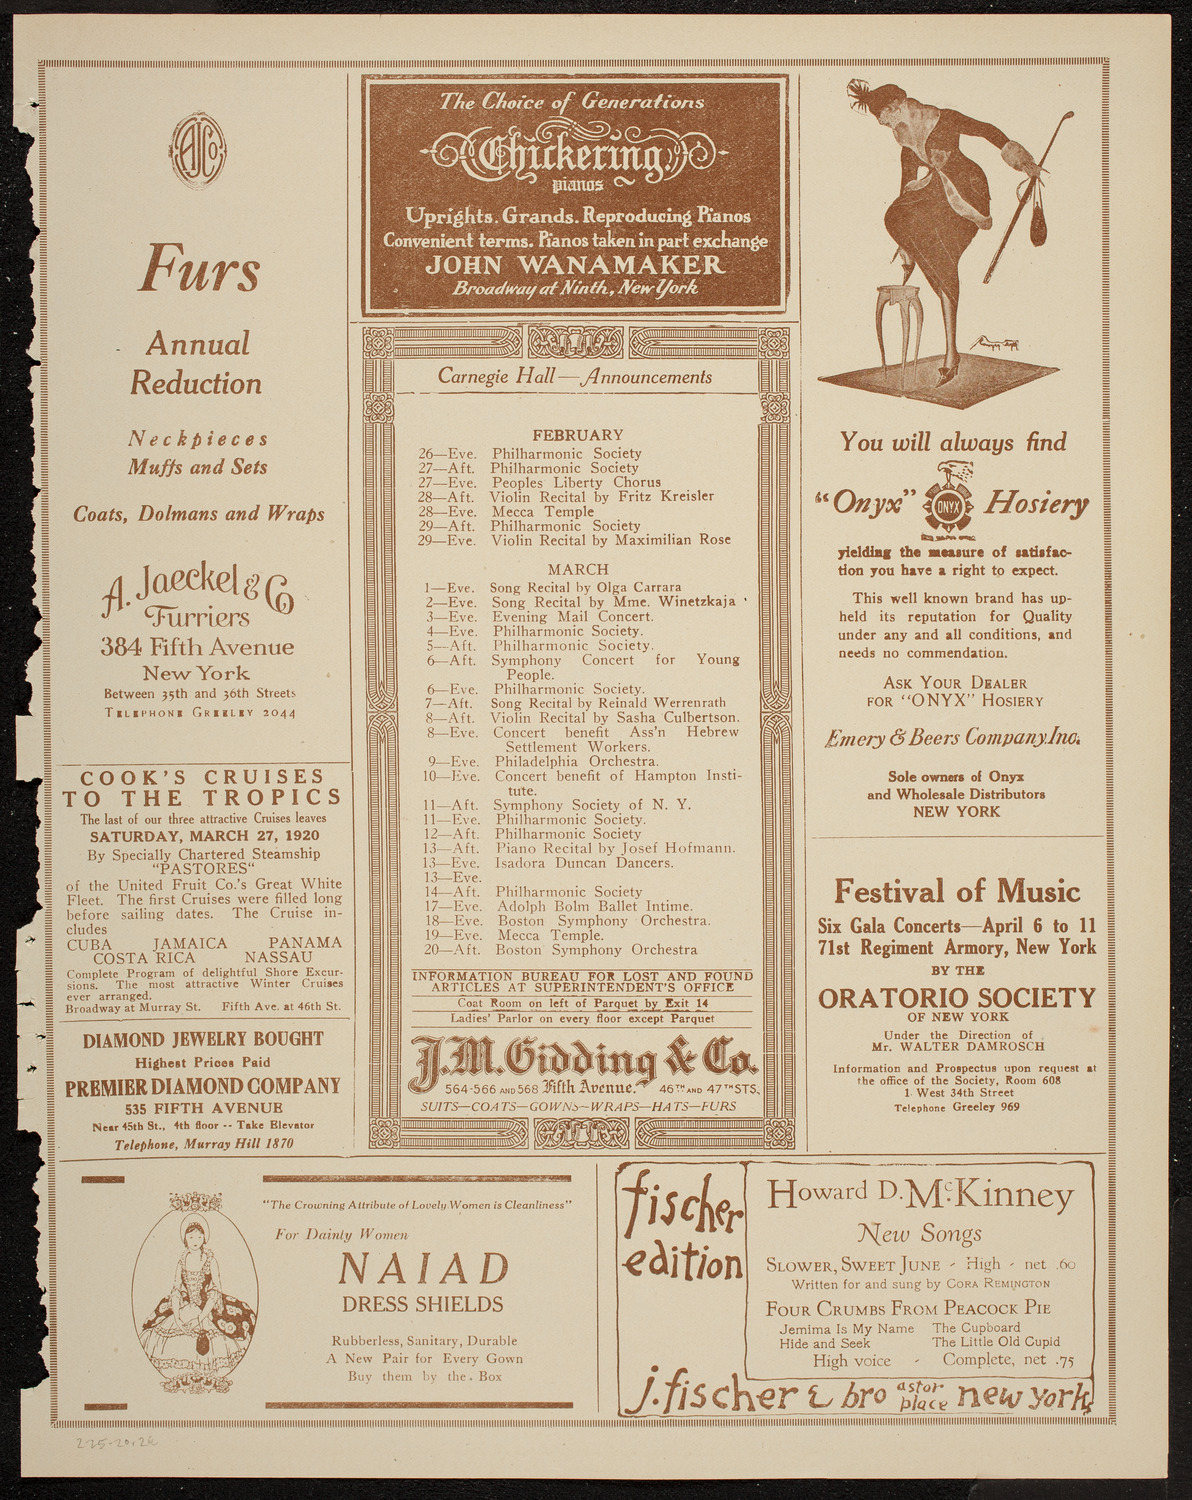 AJCo
Furs
Annual
Reduction
Neckpieces
Muffs and Sets
Coats, Dolmans and Wraps
A. Jaeckel & Co
Furriers
384 Fifth Avenue
New York
Between 35th and 36th Streets
TELEPHONE GREELEY 2044
COOK'S CRUISES
TO THE TROPICS
The last of our three attractive Cruises leaves
SATURDAY, MARCH 27, 1920
By Specially Chartered Steamship
"PASTORES"
of the United Fruit Co.'s Great White
Fleet. The first Cruises were filled long
before sailing dates. The Cruise in-
cludes
CUBA JAMAICA PANAMA
COSTA RICA NASSAU
Complete Program of delightful Shore Excur-
sions. The most attractive Winter Cruises
ever arranged.
Broadway at Murray St. Fifth Ave. at 46th St.
DIAMOND JEWELRY BOUGHT
Highest Prices Paid
PREMIER DIAMOND COMPANY
535 FIFTH AVENUE
Near 45th St., 4th floor -- Take Elevator
Telephone, Murray Hill 1870
The Choice of Generations
Chickering
pianos
Uprights. Grands. Reproducing Pianos
Convenient terms. Pianos taken in part exchange
JOHN WANAMAKER
Broadway at Ninth, New York
Carnegie Hall—Announcements
FEBRUARY
26—Eve. Philharmonic Society
27—Aft. Philharmonic Society
27—Eve. Peoples Liberty Chorus
28—Aft. Violin Recital by Fritz Kreisler
28—Eve. Mecca Temple
29—Aft. Philharmonic Society
29—Eve. Violin Recital by Maximilian Rose
MARCH
1—Eve. Song Recital by Olga Carrara
2—Eve. Song Recital by Mme. Winetzkaja
3—Eve. Evening Mail Concert.
4—Eve. Philharmonic Society.
5—Aft. Philharmonic Society.
6—Aft. Symphony Concert for Young
People.
6—Eve. Philharmonic Society.
7—Aft. Song Recital by Reinald Werrenrath
8—Aft. Violin Recital by Sasha Culbertson.
8—Eve. Concert benefit Ass'n Hebrew
Settlement Workers.
9—Eve. Philadelphia Orchestra.
10—Eve. Concert benefit of Hampton Insti-
tute.
11—Aft. Symphony Society of N. Y.
11—Eve. Philharmonic Society.
12—Aft. Philharmonic Society
13—Aft. Piano Recital by Josef Hofmann.
13—Eve. Isadora Duncan Dancers.
13—Eve.
14—Aft. Philharmonic Society
17—Eve. Adolph Bolm Ballet Intime.
18—Eve. Boston Symphony Orchestra.
19—Eve. Mecca Temple.
20—Aft. Boston Symphony Orchestra
INFORMATION BUREAU FOR LOST AND FOUND
ARTICLES AT SUPERINTENDENT'S OFFICE
Coat Room on left of Parquet by Exit 14
Ladies' Parlor on every floor except Parquet
J.M. Gidding & Co.
564-566 AND 568 Fifth Avenue. 46TH AND 47TH STS.
SUITS—COATS—GOWNS—WRAPS—HATS—FURS
You will always find
"Onyx" ONYX Hosiery
yielding the measure of satisfac-
tion you have a right to expect.
This well known brand has up-
held its reputation for Quality
under any and all conditions, and
needs no commendation.
ASK YOUR DEALER
FOR "ONYX" HOSIERY
Emery & Beers Company, Inc.
Sole owners of Onyx
and Wholesale Distributors
NEW YORK
Festival of Music
Six Gala Concerts—April 6 to 11
71st Regiment Armory, New York
BY THE
ORATORIO SOCIETY
OF NEW YORK
Under the Direction of
Mr. WALTER DAMROSCH
Information and Prospectus upon request at
the office of the Society, Room 608
1 West 34th Street
Telephone Greeley 969
"The Crowning Attribute of Lovely Women is Cleanliness"
For Dainty Women
NAIAD
DRESS SHIELDS
Rubberless, Sanitary, Durable
A New Pair for Every Gown
Buy them by the Box
fischer
edition
Howard D. McKinney
New Songs
SLOWER, SWEET JUNE - High - net .60
Written for and sung by CORA REMINGTON
FOUR CRUMBS FROM PEACOCK PIE
Jemima Is My Name The Cupboard
Hide and Seek The Little Old Cupid
High voice - Complete, net .75
j. fischer & bro astor place new york
225-20.26